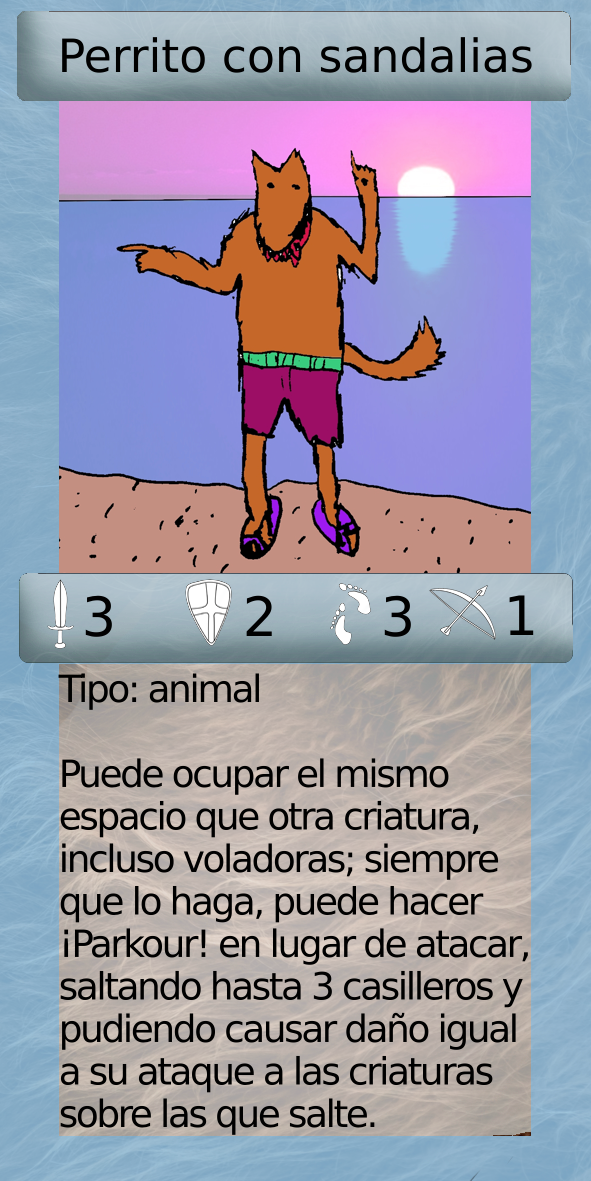 Perrito con sandalias
3 2 3 1
Tipo: animal
Puede ocupar el mismo
espacio que otra criatura,
incluso voladoras; siempre
que lo haga, puede hacer
¡Parkour! en lugar de atacar,
saltando hasta 3 casilleros y
pudiendo causar daño igual
a su ataque a las criaturas
sobre las que salte.